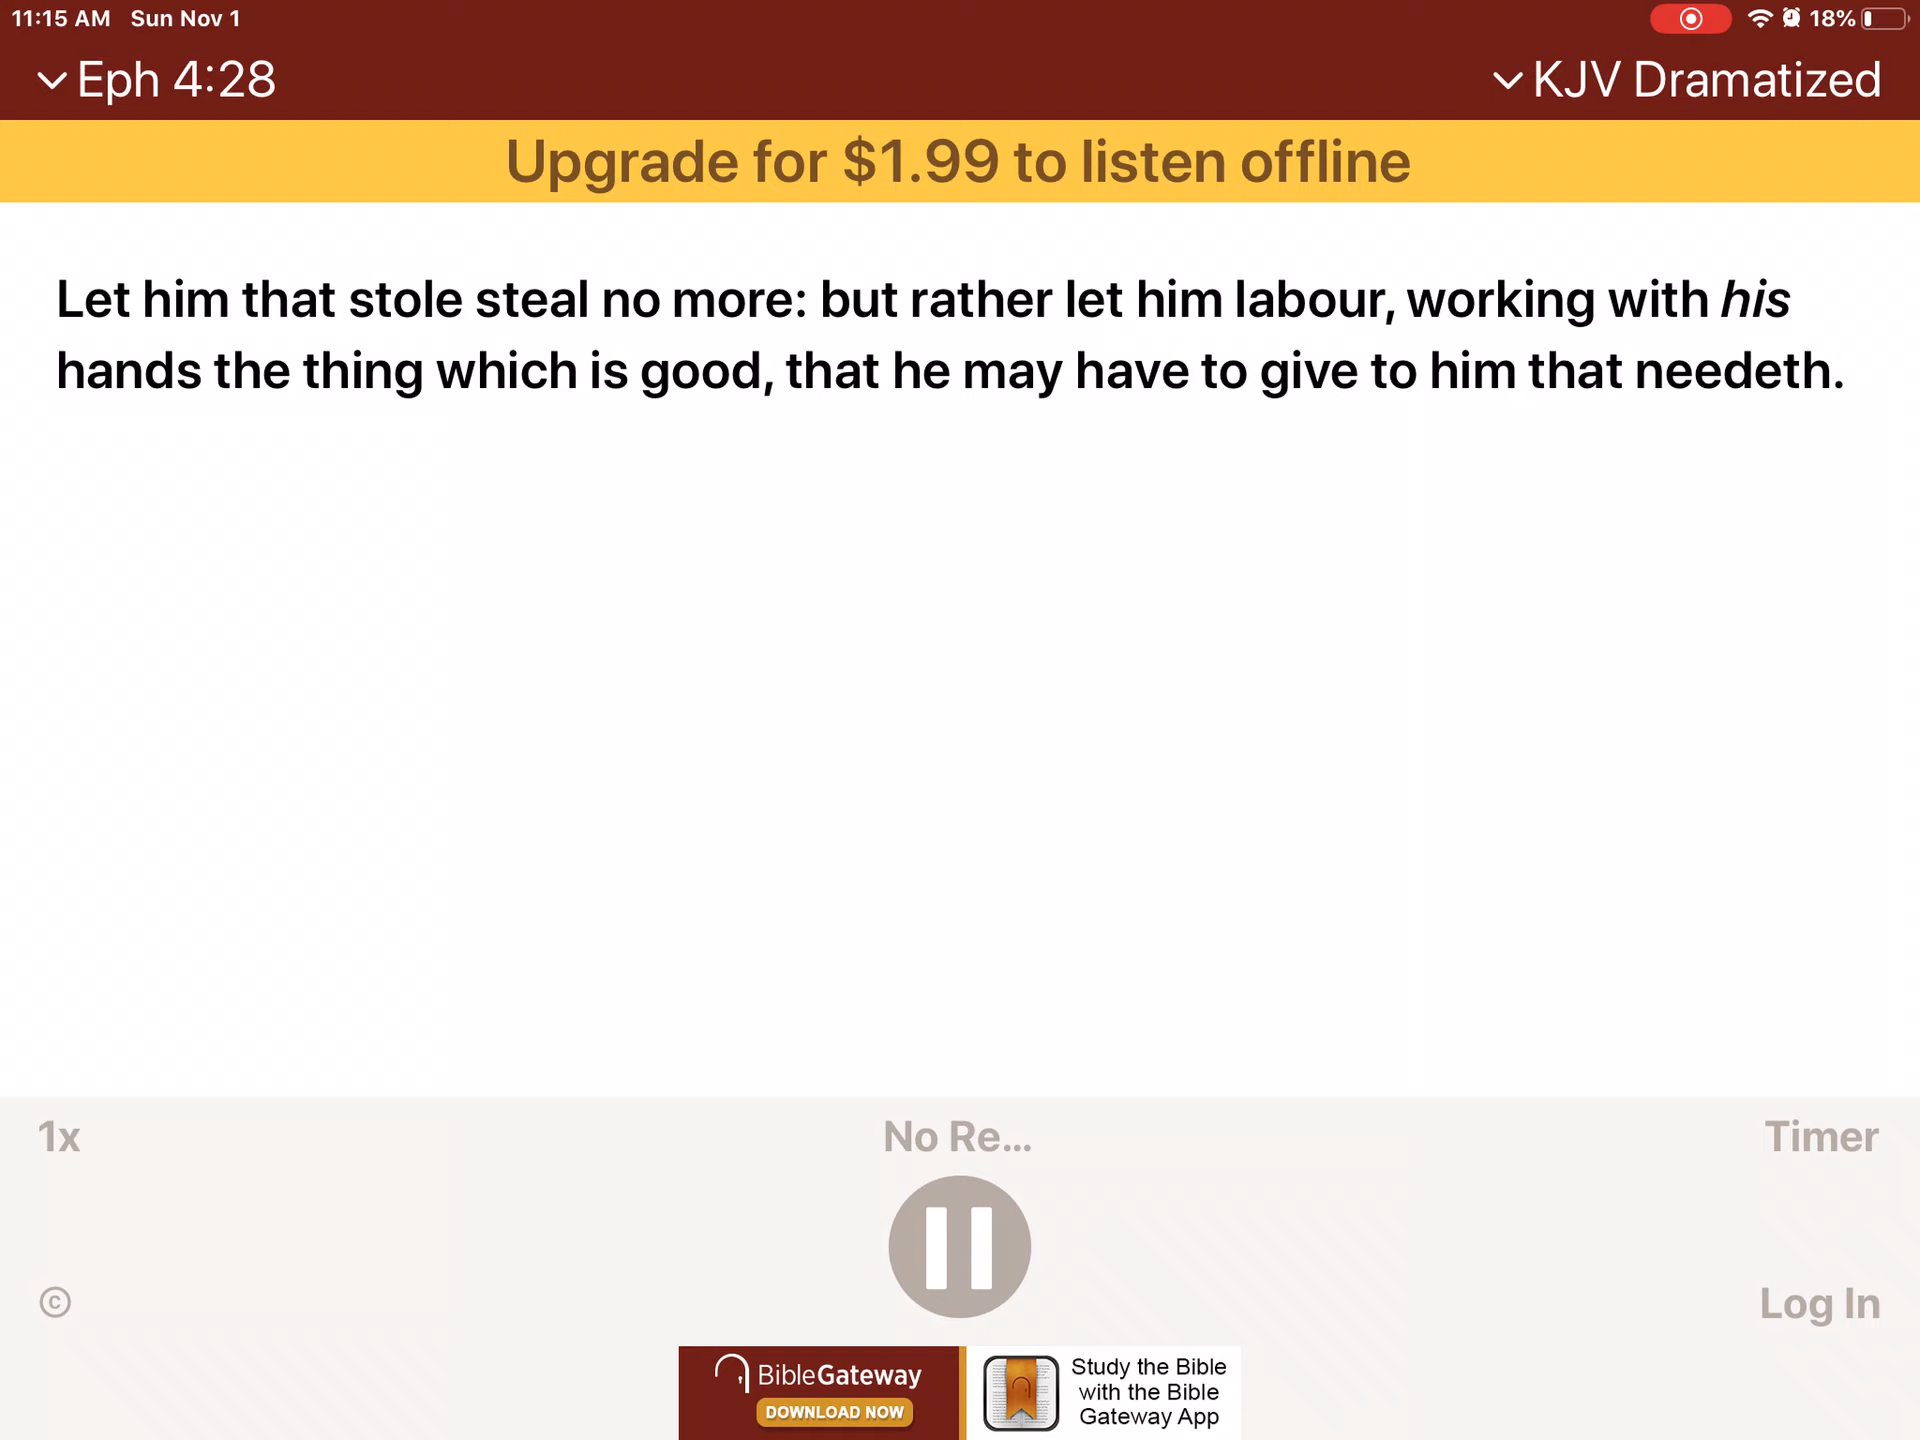 11:15 AM Sun Nov 1 18%
Eph 4:28 KJV Dramatized
Upgrade for $1.99 to listen offline
Let him that stole steal no more: but rather let him labour, working with his
hands the thing which is good, that he may have to give to him that needeth.
1x No Re... Timer
© Log In
BibleGateway
DOWNLOAD NOW
Study the Bible
with the Bible
Gateway App